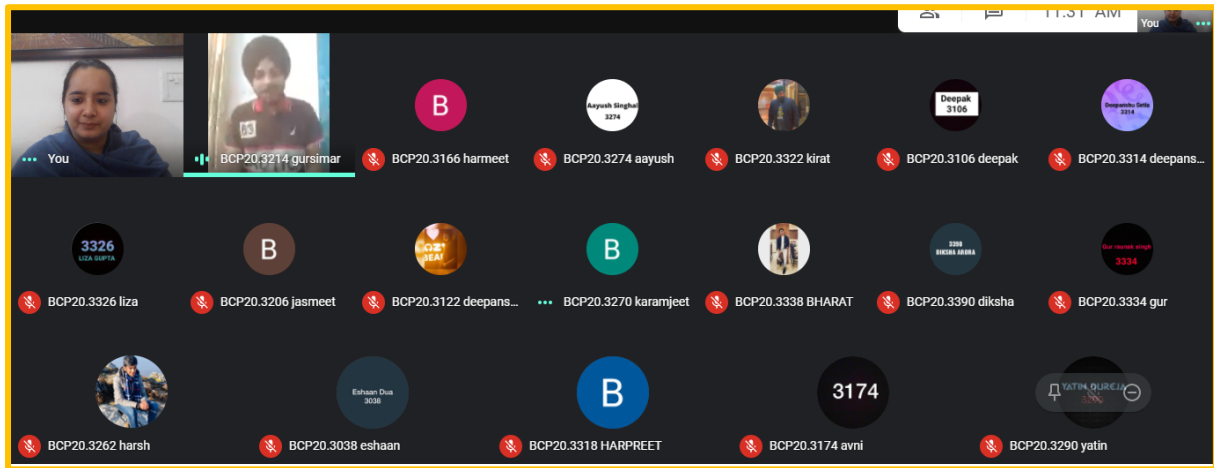 11:31 AM
You
You
BCP20.3214 gursimar
B
BCP20.3166 harmeet
Aayush Singhal
3274
BCP20.3274 aayush
BCP20.3322 kirat
Deepak
3106
BCP20.3106 deepak
Deepanshu Setia
3314
BCP20.3314 deepans...
3326
LIZA GUPTA
BCP20.3326 liza
B
BCP20.3206 jasmeet
BCP20.3122 deepans...
B
BCP20.3270 karamjeet
BCP20.3338 BHARAT
3390
DIKSHA ARORA
BCP20.3390 diksha
3334
BCP20.3334 gur
BCP20.3262 harsh
Eshaan Dua
3038
BCP20.3038 eshaan
B
BCP20.3318 HARPREET
3174
BCP20.3174 avni
YATIN
BCP20.3290 yatin